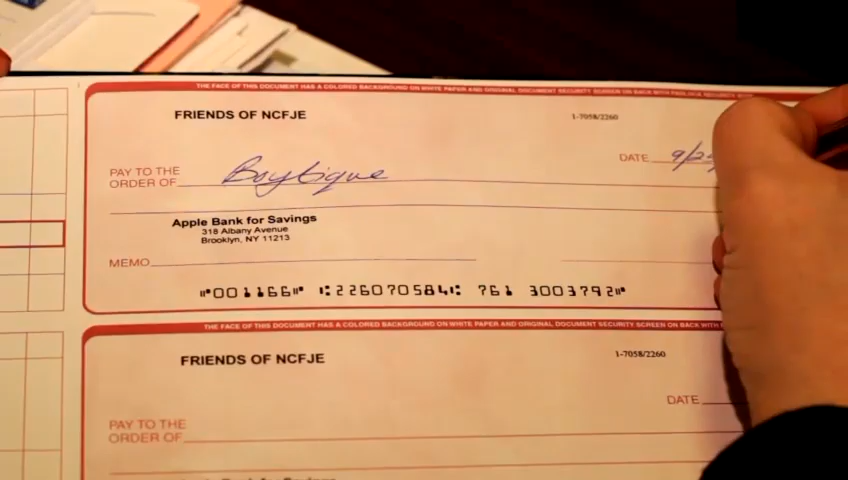 THE FACE OF THIS DOCUMENT HAS A COLORED BACKGROUND ON WHITE PAPER AND ORIGINAL DOCUMENT SECURITY SCREEN ON BACK WITH PADLOCK SECURITY
FRIENDS OF NCFJE
1-7058/2260
DATE 9/25
PAY TO THE
ORDER OF Boytique
Apple Bank for Savings
318 Albany Avenue
Brooklyn, NY 11213
MEMO
⑈001166⑈ ⑆226070584⑆ 761 3003792⑈
THE FACE OF THIS DOCUMENT HAS A COLORED BACKGROUND ON WHITE PAPER AND ORIGINAL DOCUMENT SECURITY SCREEN ON BACK WITH
FRIENDS OF NCFJE
1-7058/2260
DATE
PAY TO THE
ORDER OF